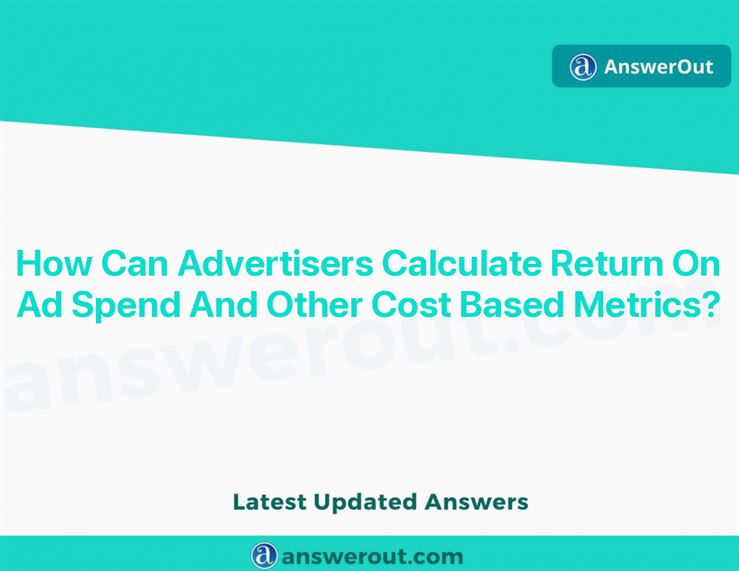 AnswerOut
How Can Advertisers Calculate Return On
Ad Spend And Other Cost Based Metrics?
answerout.com
Latest Updated Answers
answerout.com